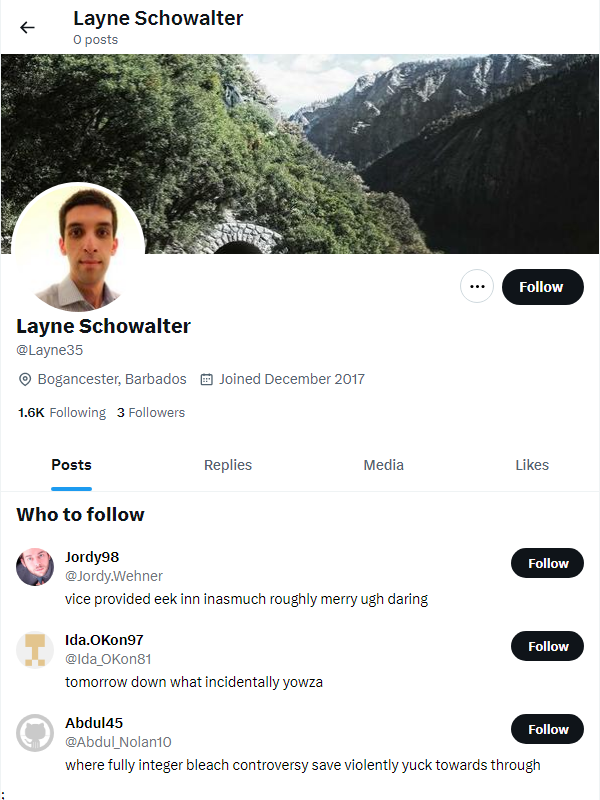 Layne Schowalter
0 posts
Follow
Layne Schowalter
@Layne35
Bogancester, Barbados Joined December 2017
1.6K Following 3 Followers
Posts Replies Media Likes
Who to follow
Jordy98
@Jordy.Wehner
Follow
vice provided eek inn inasmuch roughly merry ugh daring
Ida.OKon97
@Ida_OKon81
Follow
tomorrow down what incidentally yowza
Abdul45
@Abdul_Nolan10
Follow
where fully integer bleach controversy save violently yuck towards through
;